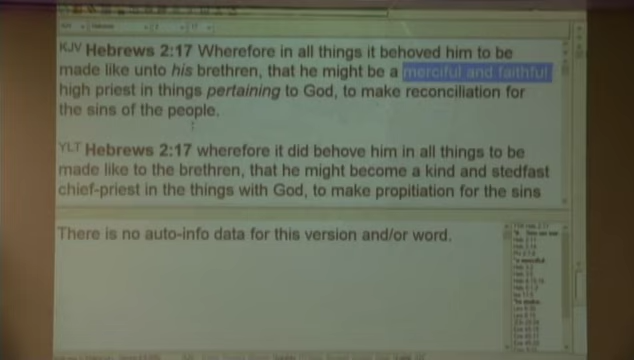 KJV Hebrews 2:17 Wherefore in all things it behoved him to be
made like unto his brethren, that he might be a merciful and faithful
high priest in things pertaining to God, to make reconciliation for
the sins of the people.
YLT Hebrews 2:17 wherefore it did behove him in all things to be
made like to the brethren, that he might become a kind and stedfast
chief-priest in the things with God, to make propitiation for the sins
There is no auto-info data for this version and/or word.